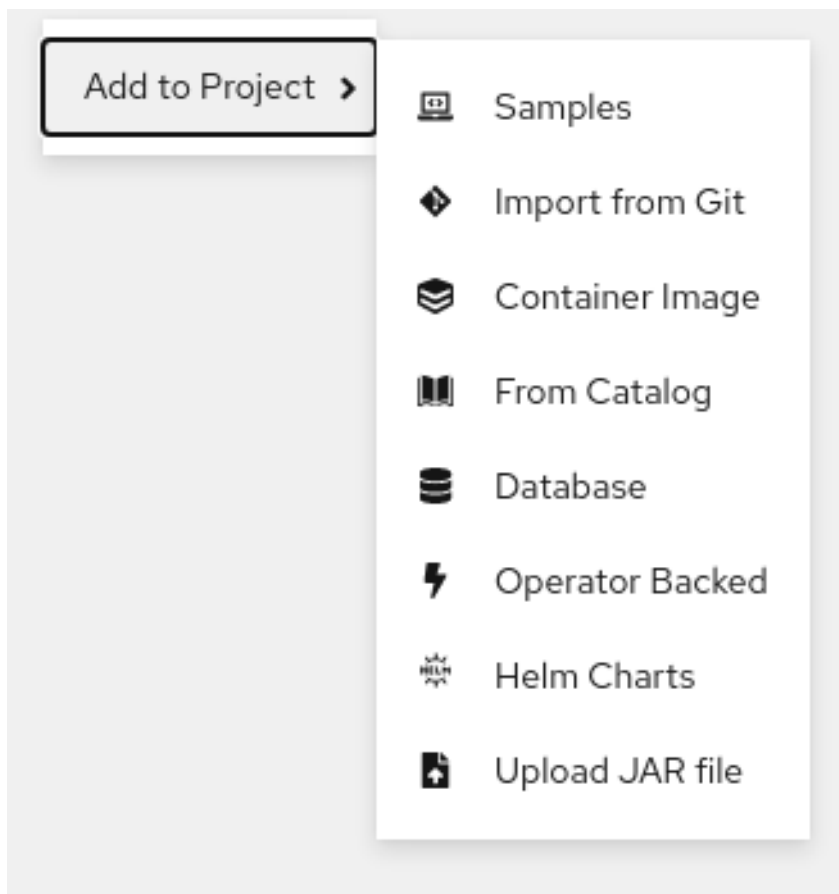 Add to Project
Samples
Import from Git
Container Image
From Catalog
Database
Operator Backed
HELM
Helm Charts
Upload JAR file